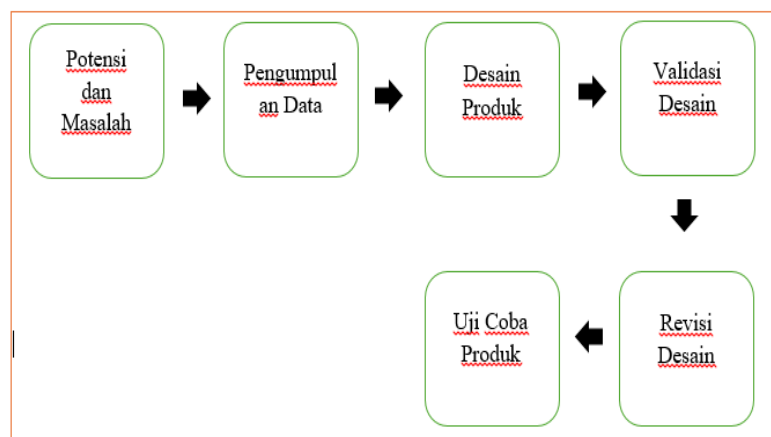 Potensi
dan
Masalah
Pengumpul
an Data
Desain
Produk
Validasi
Desain
Revisi
Desain
Uji Coba
Produk